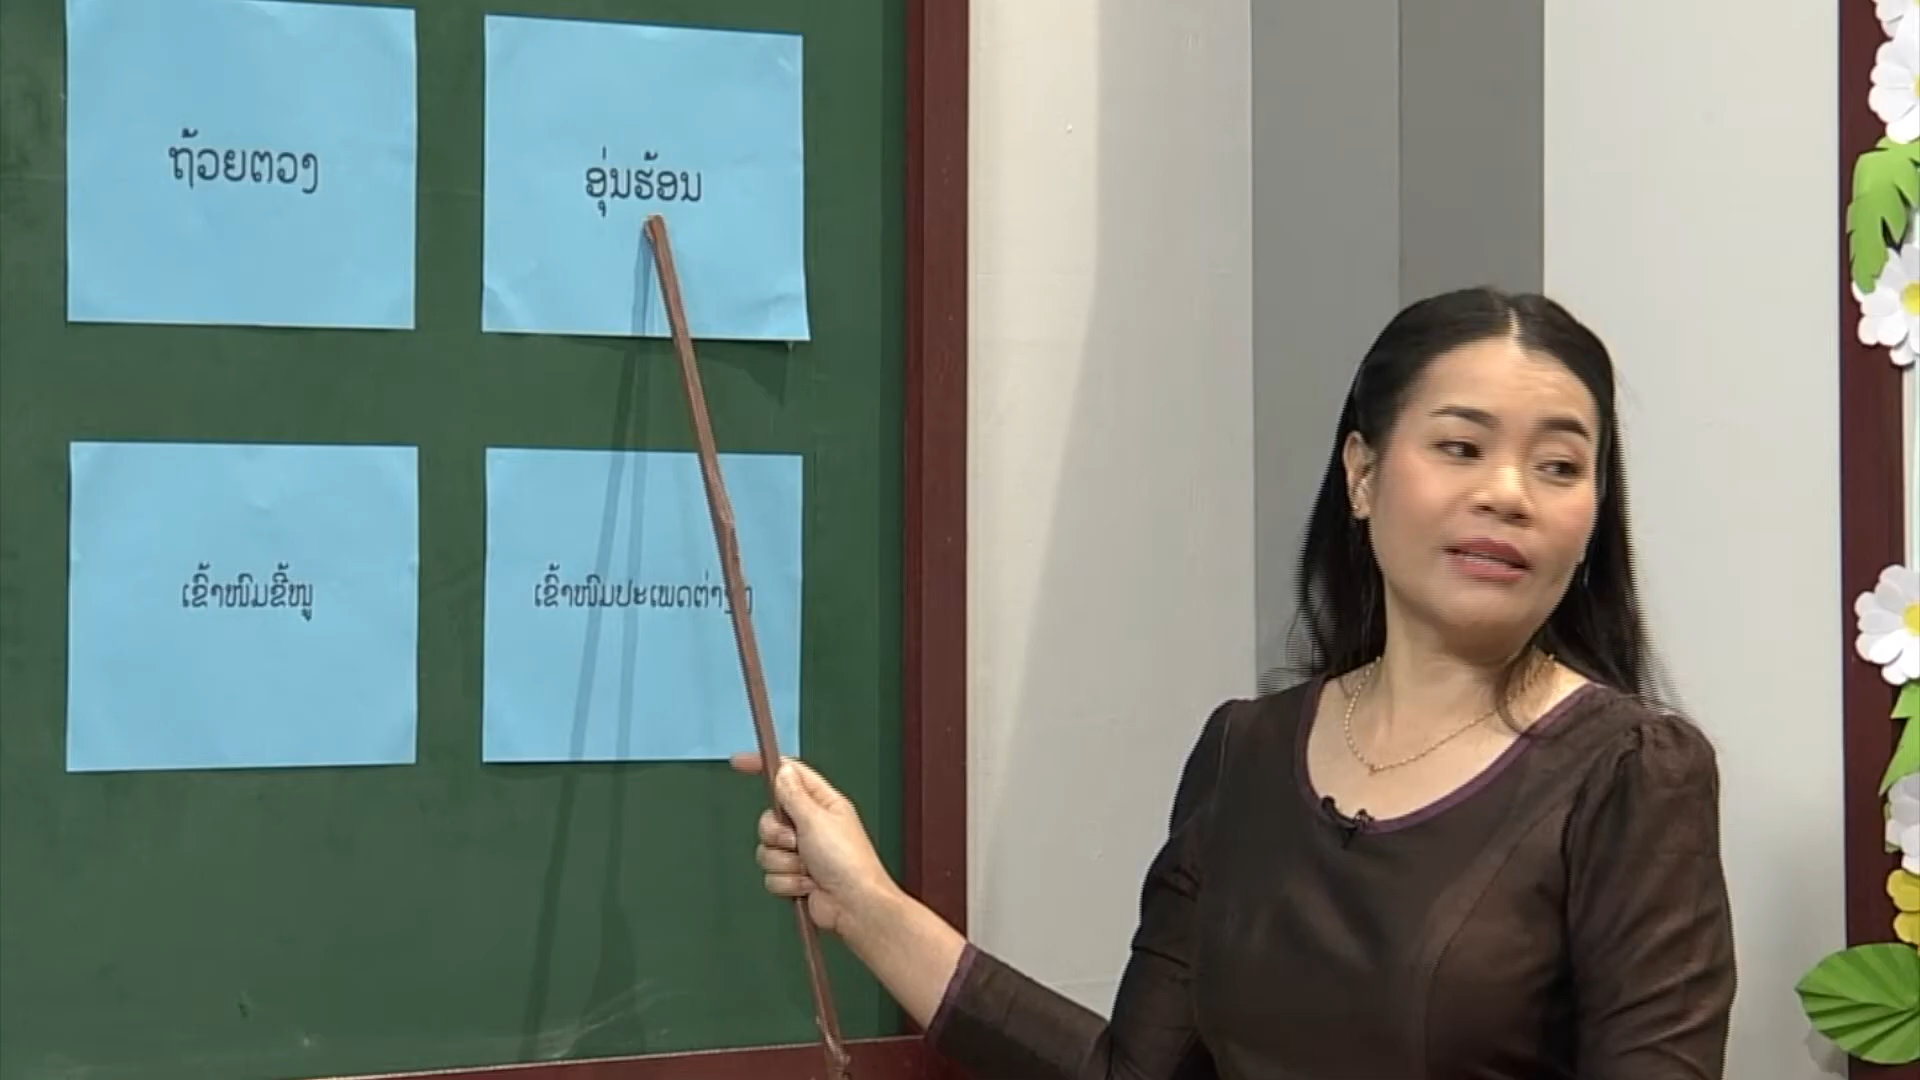 ຖ້ວຍຕວງ
ອຸ່ນຮ້ອນ
ເຂົ້າໜົມຂີ້ໜູ
ເຂົ້າໜົມປະເພດຕ່າງໆ